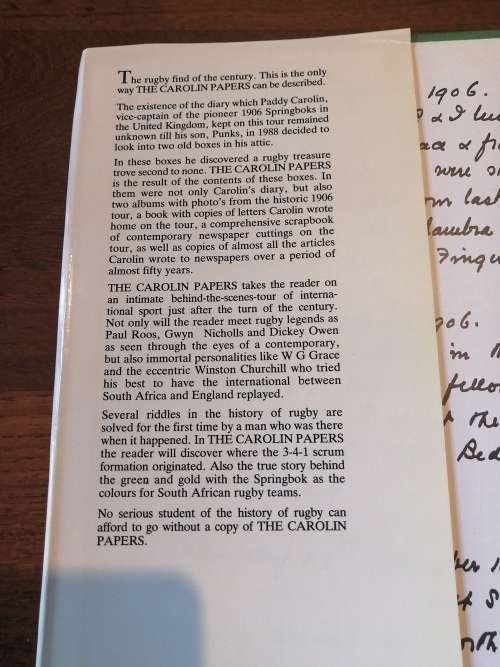 The rugby find of the century. This is the only
way THE CAROLIN PAPERS can be described.
The existence of the diary which Paddy Carolin,
vice-captain of the pioneer 1906 Springboks in
the United Kingdom, kept on this tour remained
unknown till his son, Punks, in 1988 decided to
look into two old boxes in his attic.
In these boxes he discovered a rugby treasure
trove second to none. THE CAROLIN PAPERS
is the result of the contents of these boxes. In
them were not only Carolin's diary, but also
two albums with photo's from the historic 1906
tour, a book with copies of letters Carolin wrote
home on the tour, a comprehensive scrapbook
of contemporary newspaper cuttings on the
tour, as well as copies of almost all the articles
Carolin wrote to newspapers over a period of
almost fifty years.
THE CAROLIN PAPERS takes the reader on
an intimate behind-the-scenes-tour of interna-
tional sport just after the turn of the century.
Not only will the reader meet rugby legends as
Paul Roos, Gwyn Nicholls and Dickey Owen
as seen through the eyes of a contemporary,
but also immortal personalities like W G Grace
and the eccentric Winston Churchill who tried
his best to have the international between
South Africa and England replayed.
Several riddles in the history of rugby are
solved for the first time by a man who was there
when it happened. In THE CAROLIN PAPERS
the reader will discover where the 3-4-1 scrum
formation originated. Also the true story behind
the green and gold with the Springbok as the
colours for South African rugby teams.
No serious student of the history of rugby can
afford to go without a copy of THE CAROLIN
PAPERS.
1906.
& I
& 
were
last
Finger
906.
in
fellow
the
Bed